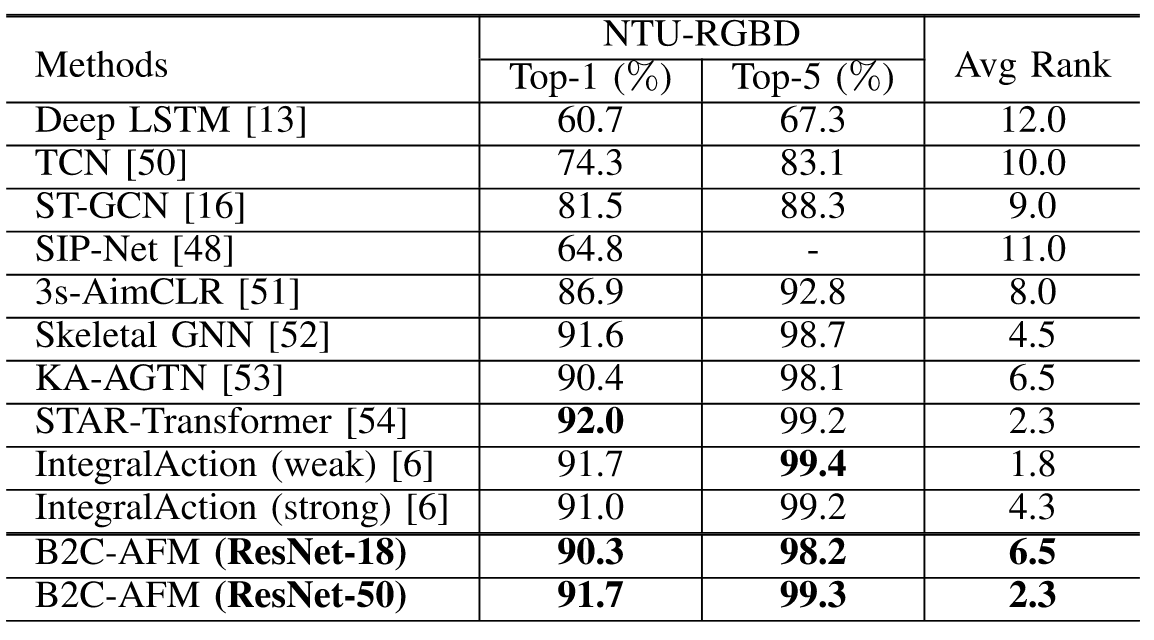 Methods NTU-RGBD Avg Rank
Top-1 (%) Top-5 (%)
Deep LSTM [13] 60.7 67.3 12.0
TCN [50] 74.3 83.1 10.0
ST-GCN [16] 81.5 88.3 9.0
SIP-Net [48] 64.8 - 11.0
3s-AimCLR [51] 86.9 92.8 8.0
Skeletal GNN [52] 91.6 98.7 4.5
KA-AGTN [53] 90.4 98.1 6.5
STAR-Transformer [54] 92.0 99.2 2.3
IntegralAction (weak) [6] 91.7 99.4 1.8
IntegralAction (strong) [6] 91.0 99.2 4.3
B2C-AFM (ResNet-18) 90.3 98.2 6.5
B2C-AFM (ResNet-50) 91.7 99.3 2.3